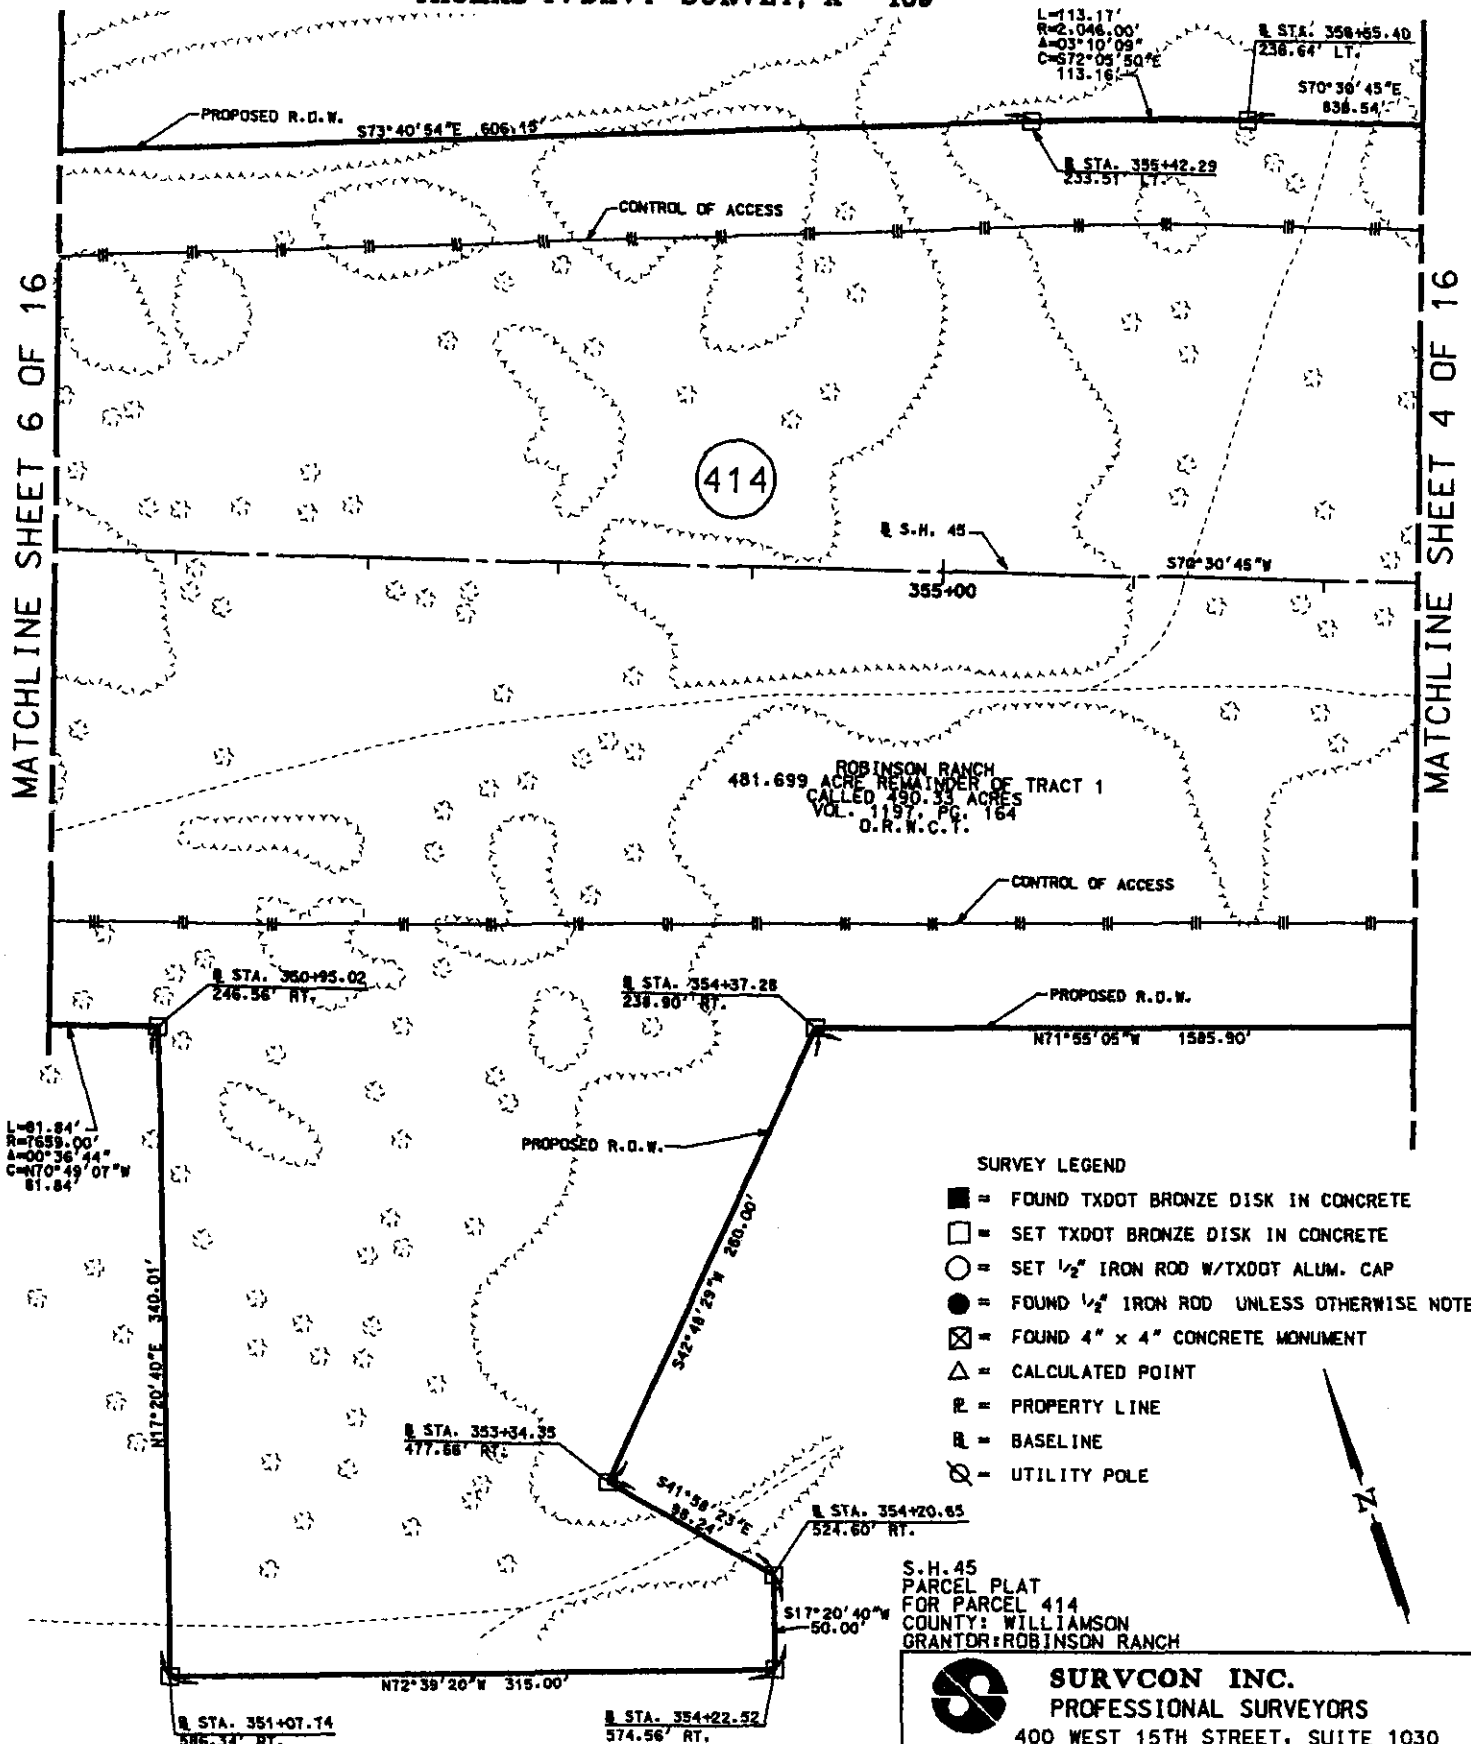 L=113.17'
R=2,046.00'
Δ=03°10'09"
C=S72°05'50"E
113.16'
STA. 356+55.40
236.64' LT.
S70°30'45"E
838.54'
PROPOSED R.O.W.
S73°40'54"E 606.15'
STA. 355+42.29
233.51' LT.
CONTROL OF ACCESS
MATCHLINE SHEET 6 OF 16
MATCHLINE SHEET 4 OF 16
414
S.H. 45
S70°30'45"W
355+00
ROBINSON RANCH
481.699 ACRE REMAINDER OF TRACT 1
CALLED 490.33 ACRES
VOL. 1197, PG. 164
O.R.W.C.T.
CONTROL OF ACCESS
STA. 350+95.02
246.56' RT.
STA. 354+37.28
238.90' RT.
PROPOSED R.O.W.
N71°55'05"W 1585.90'
L=81.84'
R=7659.00'
Δ=00°36'44"
C=N70°49'07"W
81.84'
PROPOSED R.O.W.
N17°20'40"E 340.01'
S42°48'29"W 260.00'
SURVEY LEGEND
■ = FOUND TXDOT BRONZE DISK IN CONCRETE
□ = SET TXDOT BRONZE DISK IN CONCRETE
○ = SET 1/2" IRON ROD W/TXDOT ALUM. CAP
● = FOUND 1/2" IRON ROD UNLESS OTHERWISE NOTE
⊠ = FOUND 4" x 4" CONCRETE MONUMENT
△ = CALCULATED POINT
= PROPERTY LINE
= BASELINE
= UTILITY POLE
STA. 353+34.35
477.66' RT.
S41°58'23"E
98.24'
STA. 354+20.65
524.60' RT.
N
S17°20'40"W
50.00'
S.H.45
PARCEL PLAT
FOR PARCEL 414
COUNTY: WILLIAMSON
GRANTOR:ROBINSON RANCH
N72°39'20"W 315.00'
STA. 351+07.74
586.34' RT.
STA. 354+22.52
574.56' RT.
SURVCON INC.
PROFESSIONAL SURVEYORS
400 WEST 15TH STREET, SUITE 1030